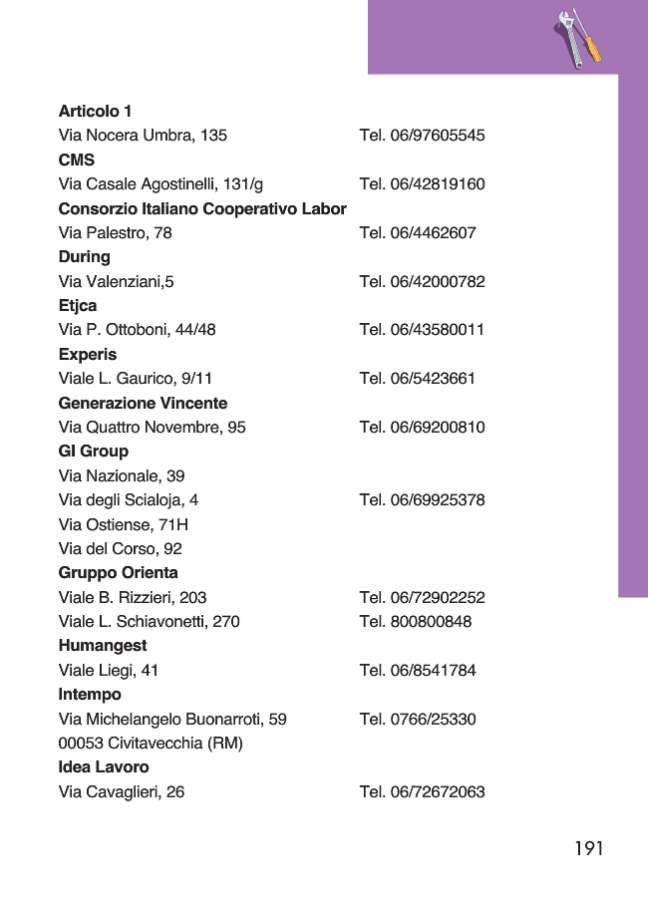 Articolo 1
Via Nocera Umbra, 135 Tel. 06/97605545
CMS
Via Casale Agostinelli, 131/g Tel. 06/42819160
Consorzio Italiano Cooperativo Labor
Via Palestro, 78 Tel. 06/4462607
During
Via Valenziani,5 Tel. 06/42000782
Etjca
Via P. Ottoboni, 44/48 Tel. 06/43580011
Experis
Viale L. Gaurico, 9/11 Tel. 06/5423661
Generazione Vincente
Via Quattro Novembre, 95 Tel. 06/69200810
GI Group
Via Nazionale, 39
Via degli Scialoja, 4 Tel. 06/69925378
Via Ostiense, 71H
Via del Corso, 92
Gruppo Orienta
Viale B. Rizzieri, 203 Tel. 06/72902252
Viale L. Schiavonetti, 270 Tel. 800800848
Humangest
Viale Liegi, 41 Tel. 06/8541784
Intempo
Via Michelangelo Buonarroti, 59 Tel. 0766/25330
00053 Civitavecchia (RM)
Idea Lavoro
Via Cavaglieri, 26 Tel. 06/72672063
191